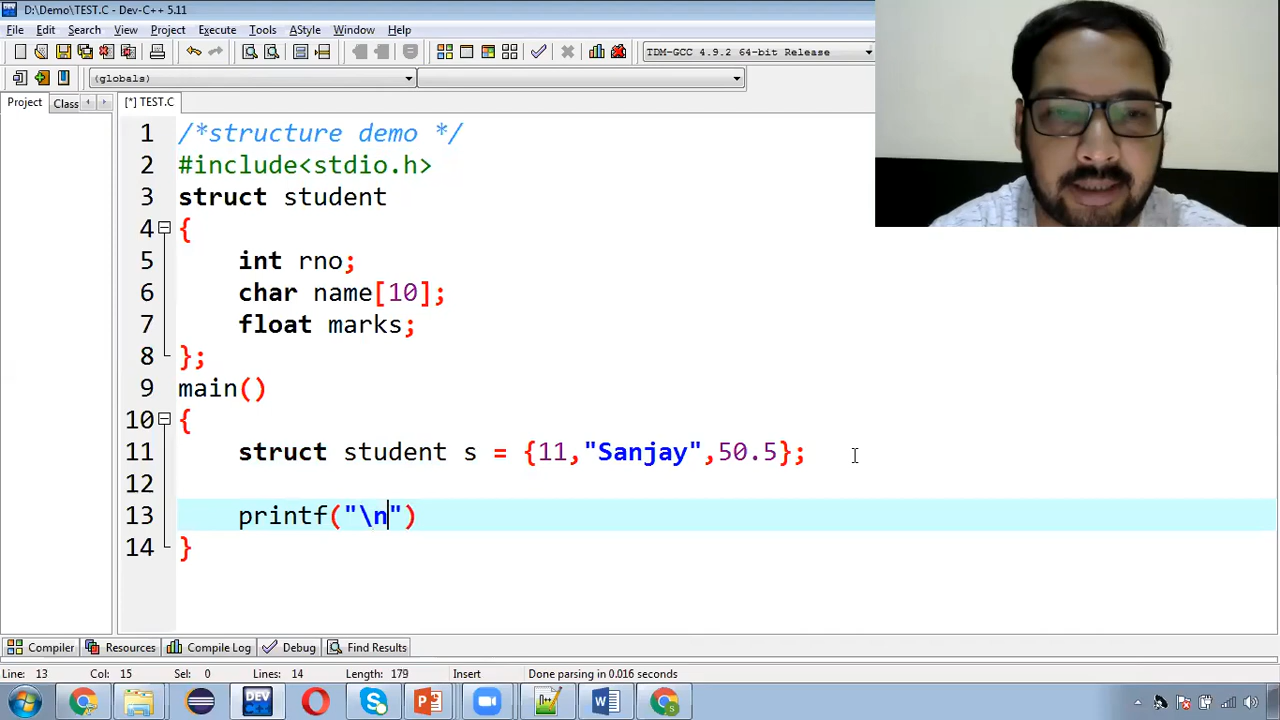 D:\Demo\TEST.C - Dev-C++ 5.11
File Edit Search View Project Execute Tools AStyle Window Help
TDM-GCC 4.9.2 64-bit Release
(globals)
Project Class [*] TEST.C
1 /*structure demo */
2 #include<stdio.h>
3 struct student
4 {
5 int rno;
6 char name[10];
7 float marks;
8 };
9 main()
10 {
11 struct student s = {11,"Sanjay",50.5};
12
13 printf("\n")
14 }
Compiler Resources Compile Log Debug Find Results
Line: 13 Col: 15 Sel: 0 Lines: 14 Length: 179 Insert Done parsing in 0.016 seconds
DEV